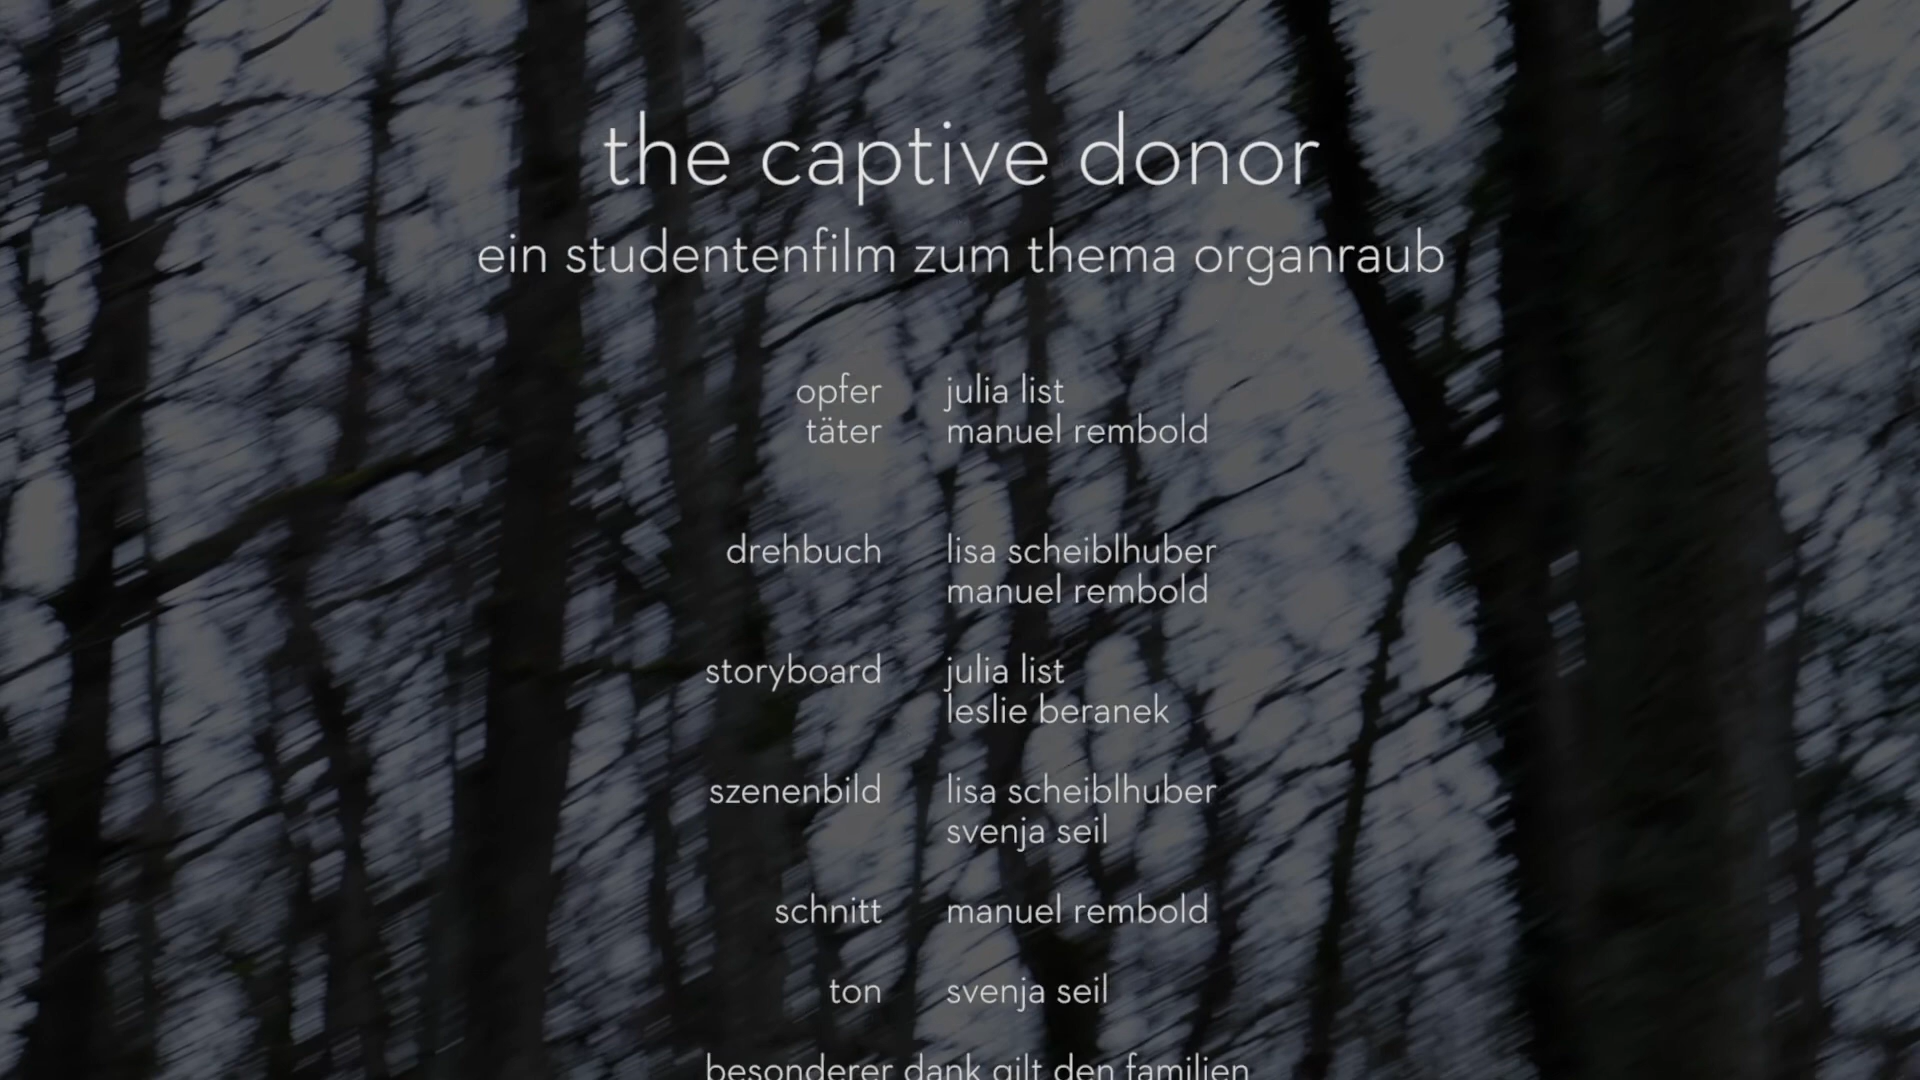 the captive donor
ein studentenfilm zum thema organraub
opfer julia list
täter manuel rembold
drehbuch lisa scheiblhuber
manuel rembold
storyboard julia list
leslie beranek
szenenbild lisa scheiblhuber
svenja seil
schnitt manuel rembold
ton svenja seil
besonderer dank gilt den familien